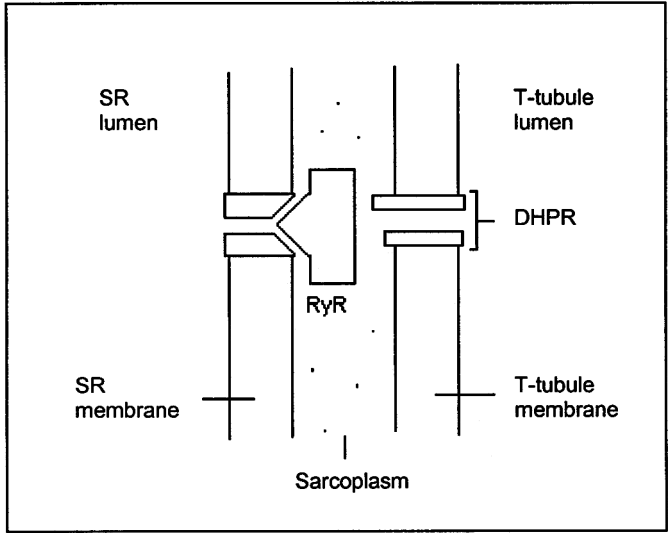 SR
lumen
T-tubule
lumen
DHPR
RyR
SR
membrane
T-tubule
membrane
Sarcoplasm